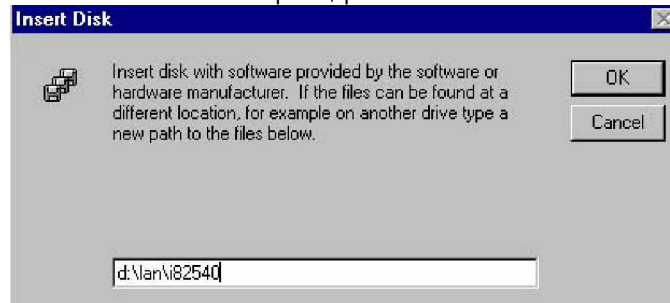 Insert Disk
Insert disk with software provided by the software or
hardware manufacturer. If the files can be found at a
different location, for example on another drive type a
new path to the files below.
OK
Cancel
d:\lan\i82540